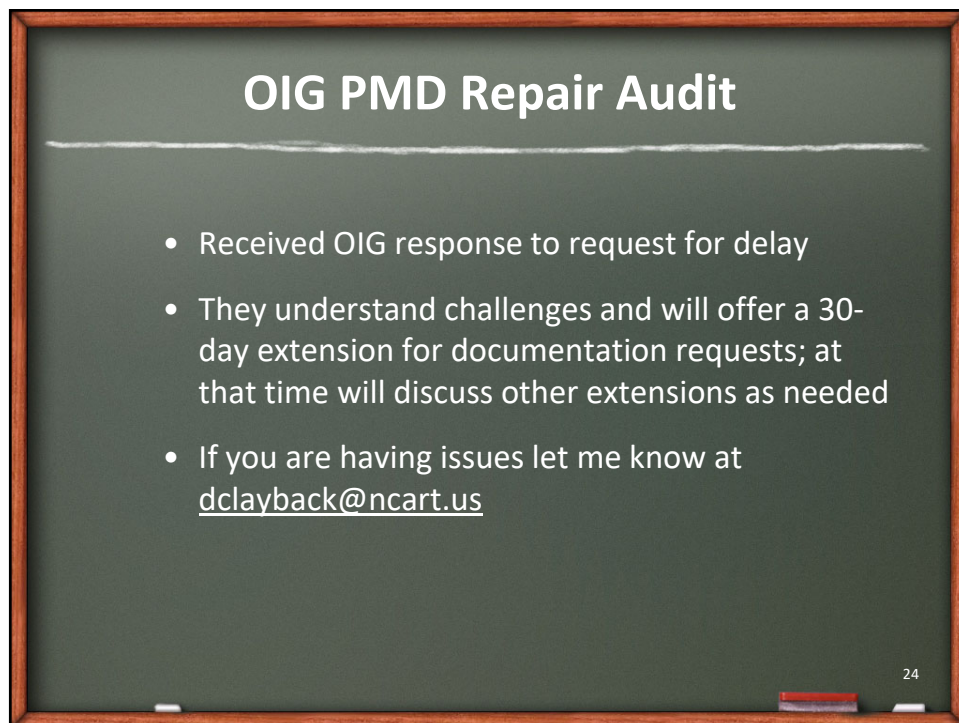 OIG PMD Repair Audit
• Received OIG response to request for delay
• They understand challenges and will offer a 30-
day extension for documentation requests; at
that time will discuss other extensions as needed
• If you are having issues let me know at
dclayback@ncart.us
24